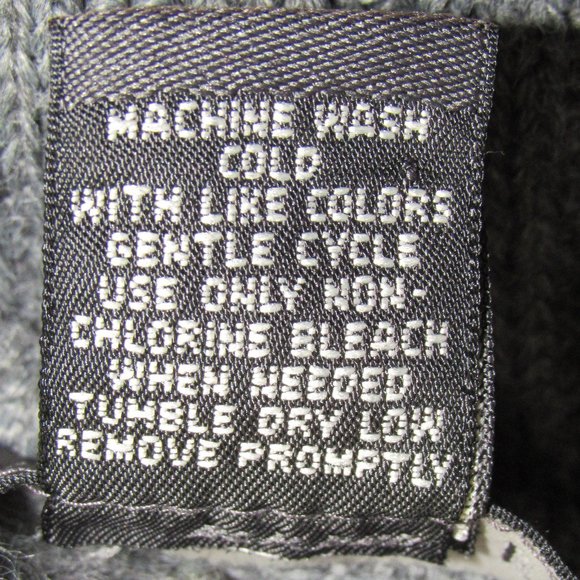 MACHINE WASH
COLD
WITH LIKE COLORS
GENTLE CYCLE
USE ONLY NON-
CHLORINE BLEACH
WHEN NEEDED
TUMBLE DRY LOW
REMOVE PROMPTLY